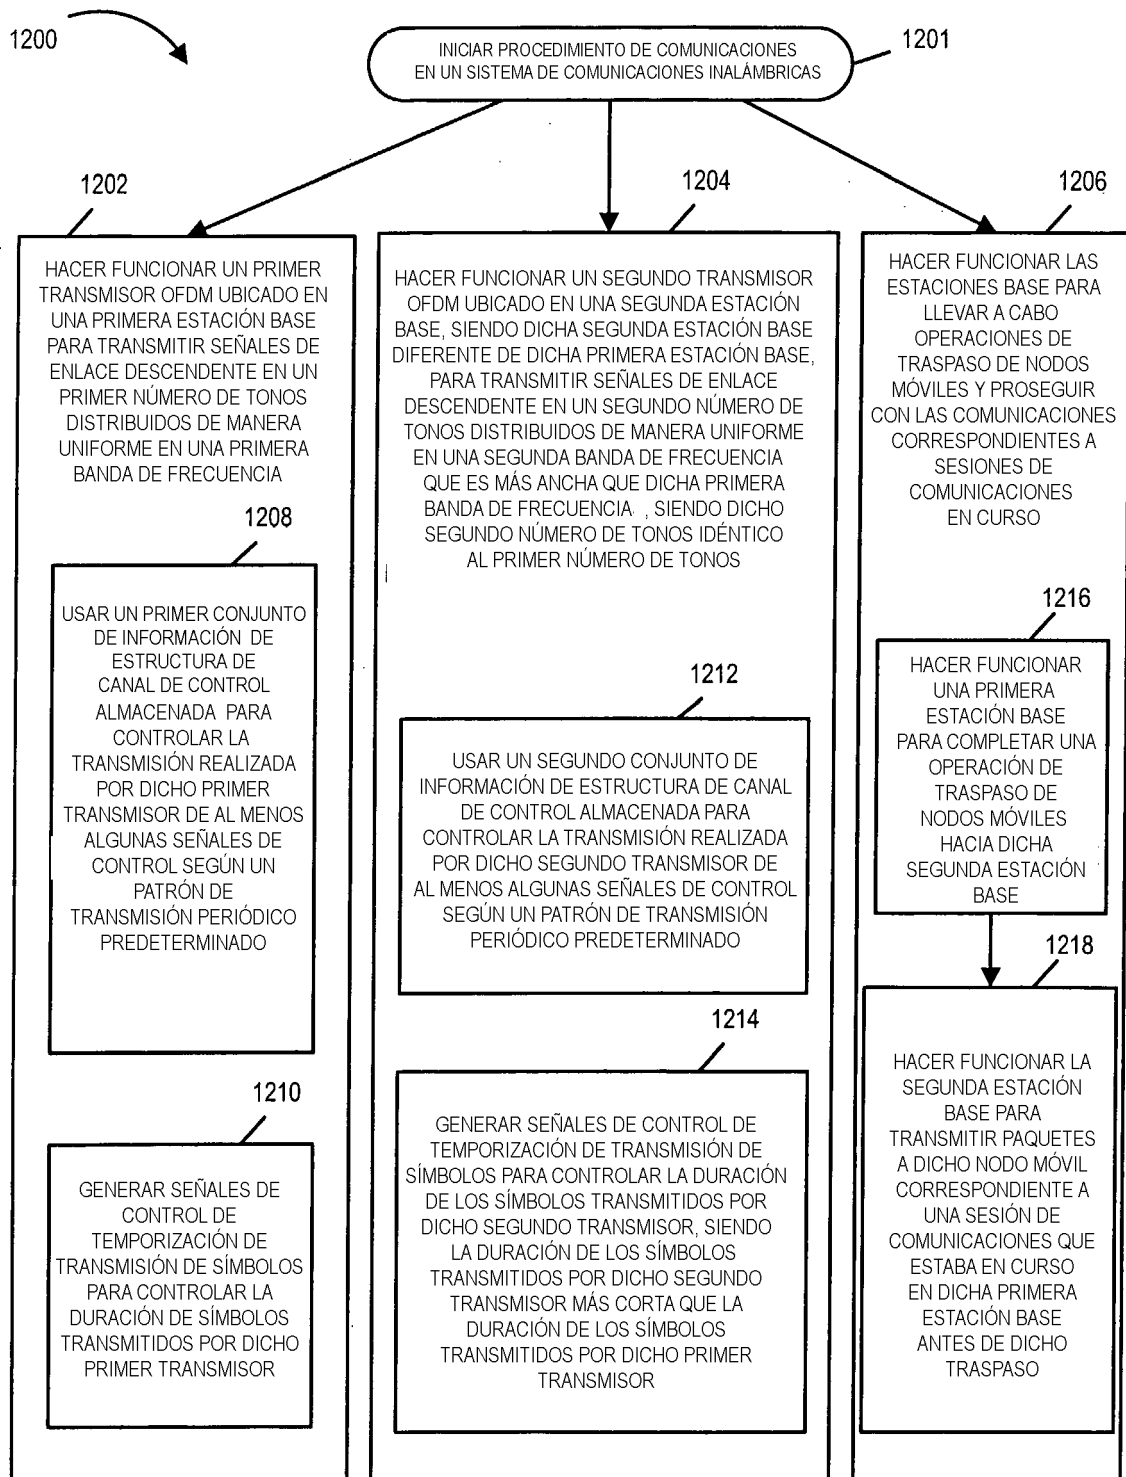 1200
INICIAR PROCEDIMIENTO DE COMUNICACIONES
EN UN SISTEMA DE COMUNICACIONES INALÁMBRICAS
1201
1202
HACER FUNCIONAR UN PRIMER
TRANSMISOR OFDM UBICADO EN
UNA PRIMERA ESTACIÓN BASE
PARA TRANSMITIR SEÑALES DE
ENLACE DESCENDENTE EN UN
PRIMER NÚMERO DE TONOS
DISTRIBUIDOS DE MANERA
UNIFORME EN UNA PRIMERA
BANDA DE FRECUENCIA
1208
USAR UN PRIMER CONJUNTO
DE INFORMACIÓN DE
ESTRUCTURA DE
CANAL DE CONTROL
ALMACENADA PARA
CONTROLAR LA
TRANSMISIÓN REALIZADA
POR DICHO PRIMER
TRANSMISOR DE AL MENOS
ALGUNAS SEÑALES DE
CONTROL SEGÚN UN
PATRÓN DE
TRANSMISIÓN PERIÓDICO
PREDETERMINADO
1210
GENERAR SEÑALES DE
CONTROL DE
TEMPORIZACIÓN DE
TRANSMISIÓN DE SÍMBOLOS
PARA CONTROLAR LA
DURACIÓN DE SÍMBOLOS
TRANSMITIDOS POR DICHO
PRIMER TRANSMISOR
1204
HACER FUNCIONAR UN SEGUNDO TRANSMISOR
OFDM UBICADO EN UNA SEGUNDA ESTACIÓN
BASE, SIENDO DICHA SEGUNDA ESTACIÓN BASE
DIFERENTE DE DICHA PRIMERA ESTACIÓN BASE,
PARA TRANSMITIR SEÑALES DE ENLACE
DESCENDENTE EN UN SEGUNDO NÚMERO DE
TONOS DISTRIBUIDOS DE MANERA UNIFORME
EN UNA SEGUNDA BANDA DE FRECUENCIA
QUE ES MÁS ANCHA QUE DICHA PRIMERA
BANDA DE FRECUENCIA , SIENDO DICHO
SEGUNDO NÚMERO DE TONOS IDÉNTICO
AL PRIMER NÚMERO DE TONOS
1212
USAR UN SEGUNDO CONJUNTO DE
INFORMACIÓN DE ESTRUCTURA DE CANAL
DE CONTROL ALMACENADA PARA
CONTROLAR LA TRANSMISIÓN REALIZADA
POR DICHO SEGUNDO TRANSMISOR DE
AL MENOS ALGUNAS SEÑALES DE CONTROL
SEGÚN UN PATRÓN DE TRANSMISIÓN
PERIÓDICO PREDETERMINADO
1214
GENERAR SEÑALES DE CONTROL DE
TEMPORIZACIÓN DE TRANSMISIÓN DE
SÍMBOLOS PARA CONTROLAR LA DURACIÓN
DE LOS SÍMBOLOS TRANSMITIDOS POR
DICHO SEGUNDO TRANSMISOR, SIENDO
LA DURACIÓN DE LOS SÍMBOLOS
TRANSMITIDOS POR DICHO SEGUNDO
TRANSMISOR MÁS CORTA QUE LA
DURACIÓN DE LOS SÍMBOLOS
TRANSMITIDOS POR DICHO PRIMER
TRANSMISOR
1206
HACER FUNCIONAR LAS
ESTACIONES BASE PARA
LLEVAR A CABO
OPERACIONES DE
TRASPASO DE NODOS
MÓVILES Y PROSEGUIR
CON LAS COMUNICACIONES
CORRESPONDIENTES A
SESIONES DE
COMUNICACIONES
EN CURSO
1216
HACER FUNCIONAR
UNA PRIMERA
ESTACIÓN BASE
PARA COMPLETAR UNA
OPERACIÓN DE
TRASPASO DE
NODOS MÓVILES
HACIA DICHA
SEGUNDA ESTACIÓN
BASE
1218
HACER FUNCIONAR LA
SEGUNDA ESTACIÓN
BASE PARA
TRANSMITIR PAQUETES
A DICHO NODO MÓVIL
CORRESPONDIENTE A
UNA SESIÓN DE
COMUNICACIONES QUE
ESTABA EN CURSO
EN DICHA PRIMERA
ESTACIÓN BASE
ANTES DE DICHO
TRASPASO